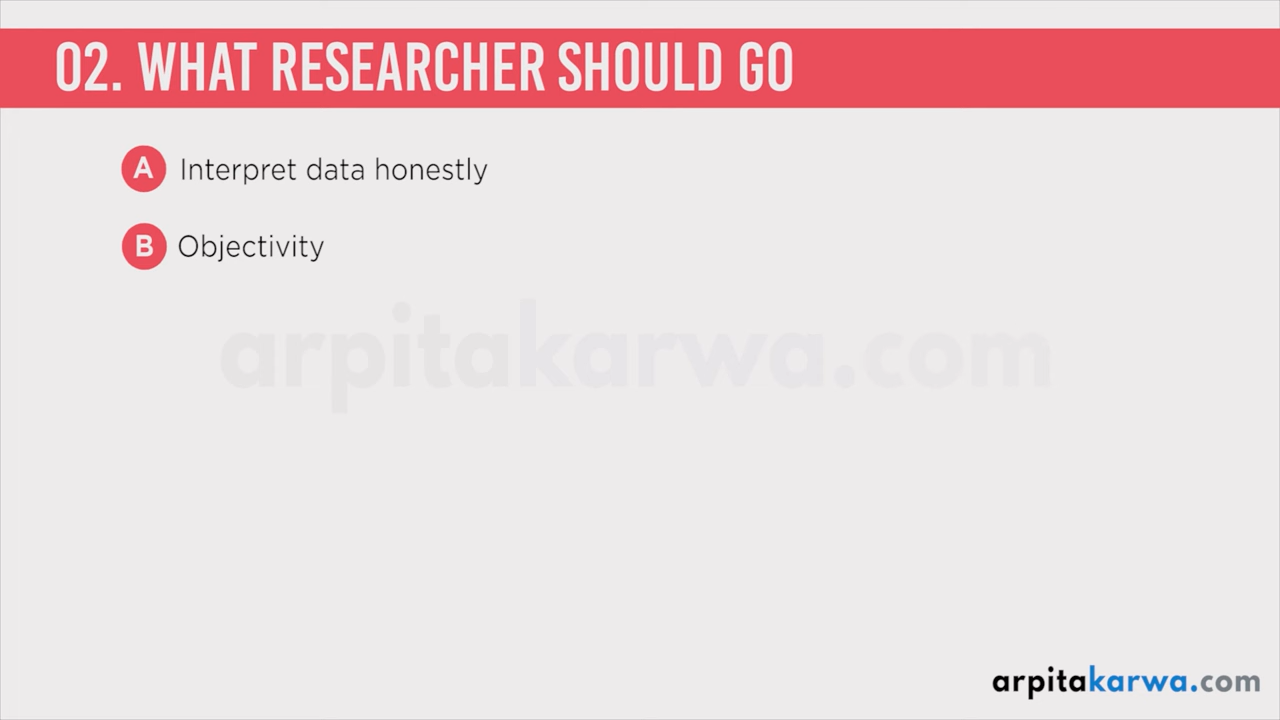 02. WHAT RESEARCHER SHOULD GO
A Interpret data honestly
B Objectivity
arpitakarwa.com
arpitakarwa.com